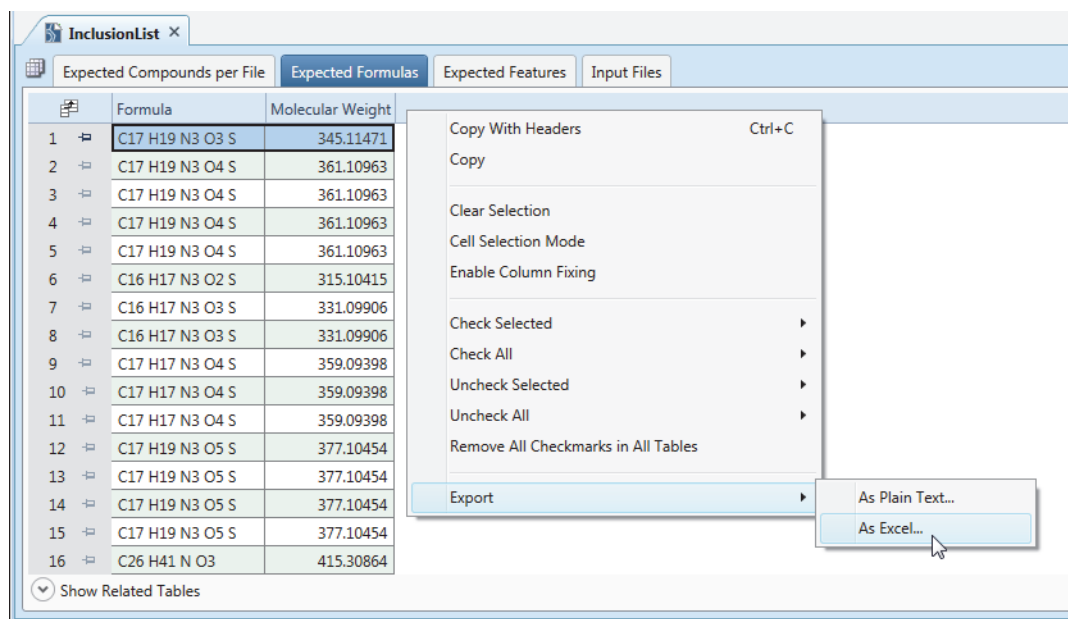 InclusionList ×
Expected Compounds per File Expected Formulas Expected Features Input Files
Formula Molecular Weight
1 C17 H19 N3 O3 S 345.11471
2 C17 H19 N3 O4 S 361.10963
3 C17 H19 N3 O4 S 361.10963
4 C17 H19 N3 O4 S 361.10963
5 C17 H19 N3 O4 S 361.10963
6 C16 H17 N3 O2 S 315.10415
7 C16 H17 N3 O3 S 331.09906
8 C16 H17 N3 O3 S 331.09906
9 C17 H17 N3 O4 S 359.09398
10 C17 H17 N3 O4 S 359.09398
11 C17 H17 N3 O4 S 359.09398
12 C17 H19 N3 O5 S 377.10454
13 C17 H19 N3 O5 S 377.10454
14 C17 H19 N3 O5 S 377.10454
15 C17 H19 N3 O5 S 377.10454
16 C26 H41 N O3 415.30864
Show Related Tables
Copy With Headers Ctrl+C
Copy
Clear Selection
Cell Selection Mode
Enable Column Fixing
Check Selected
Check All
Uncheck Selected
Uncheck All
Remove All Checkmarks in All Tables
Export
As Plain Text...
As Excel...